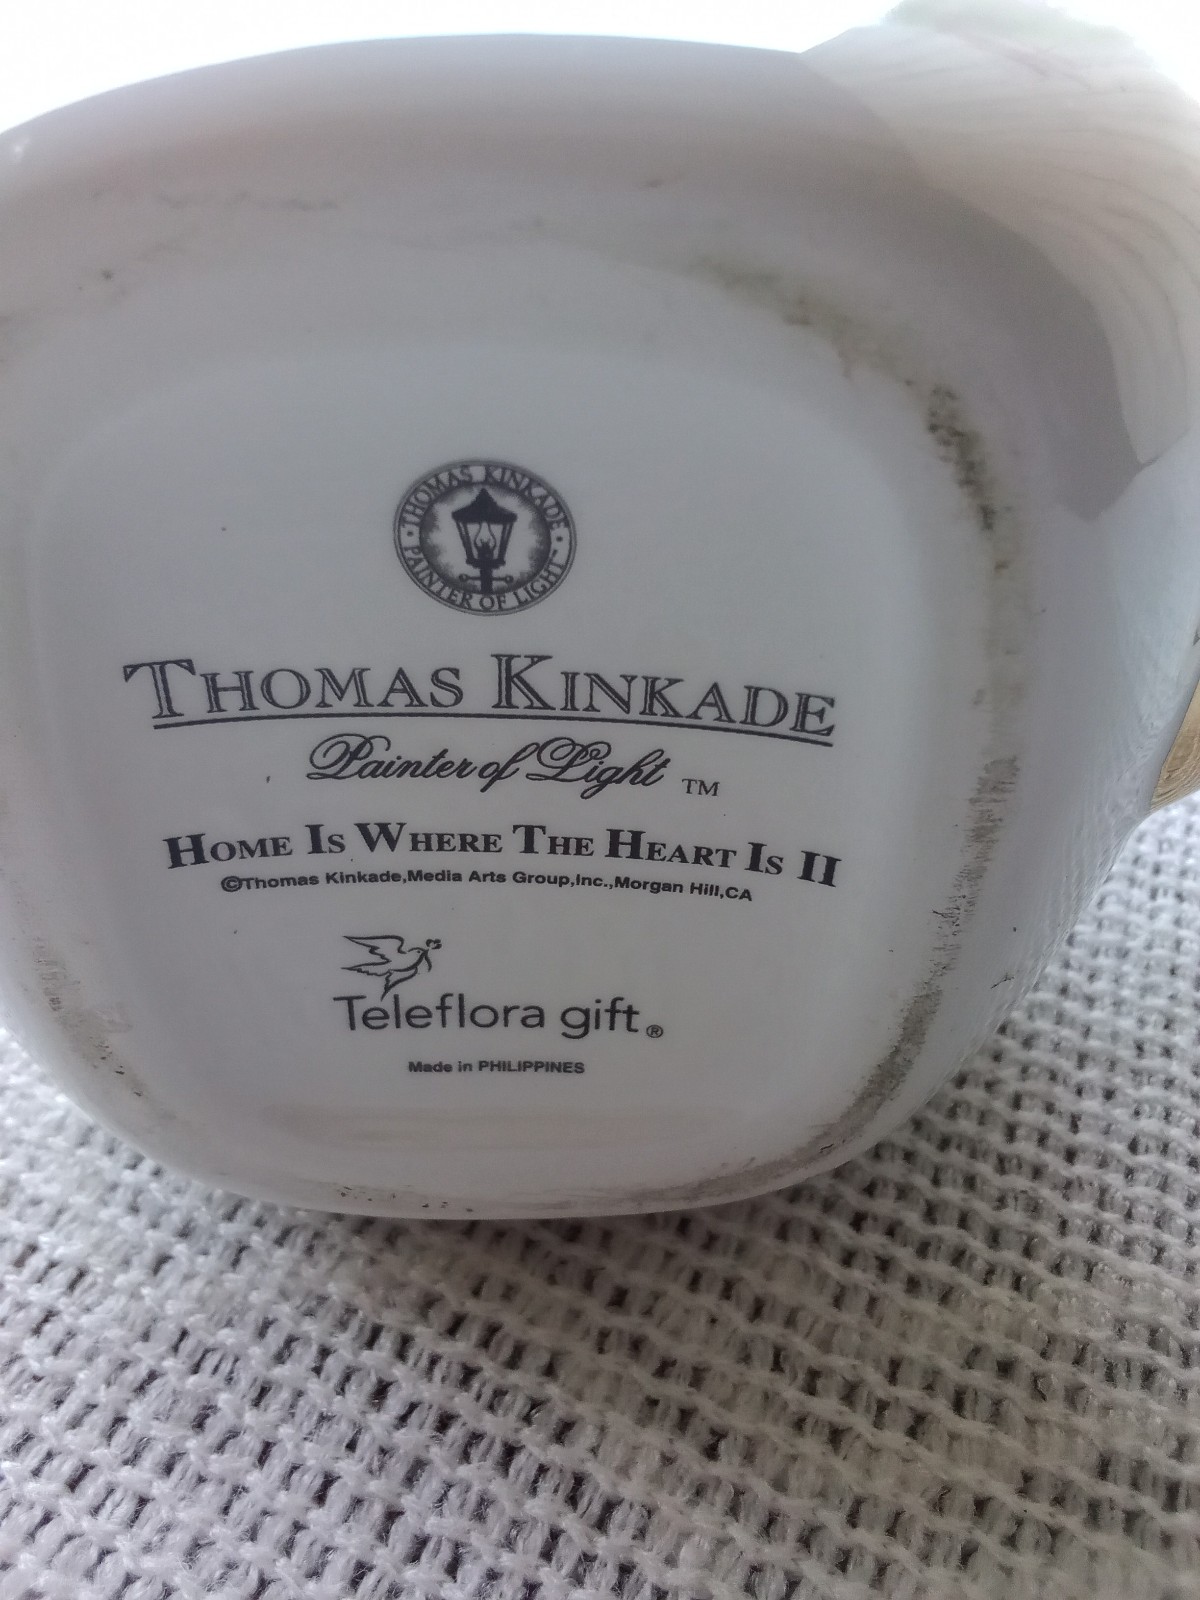 THOMAS KINKADE
PAINTER OF LIGHT™
THOMAS KINKADE
Painter of Light TM
HOME IS WHERE THE HEART IS II
©Thomas Kinkade,Media Arts Group,Inc.,Morgan Hill,CA
Teleflora gift®
Made in PHILIPPINES